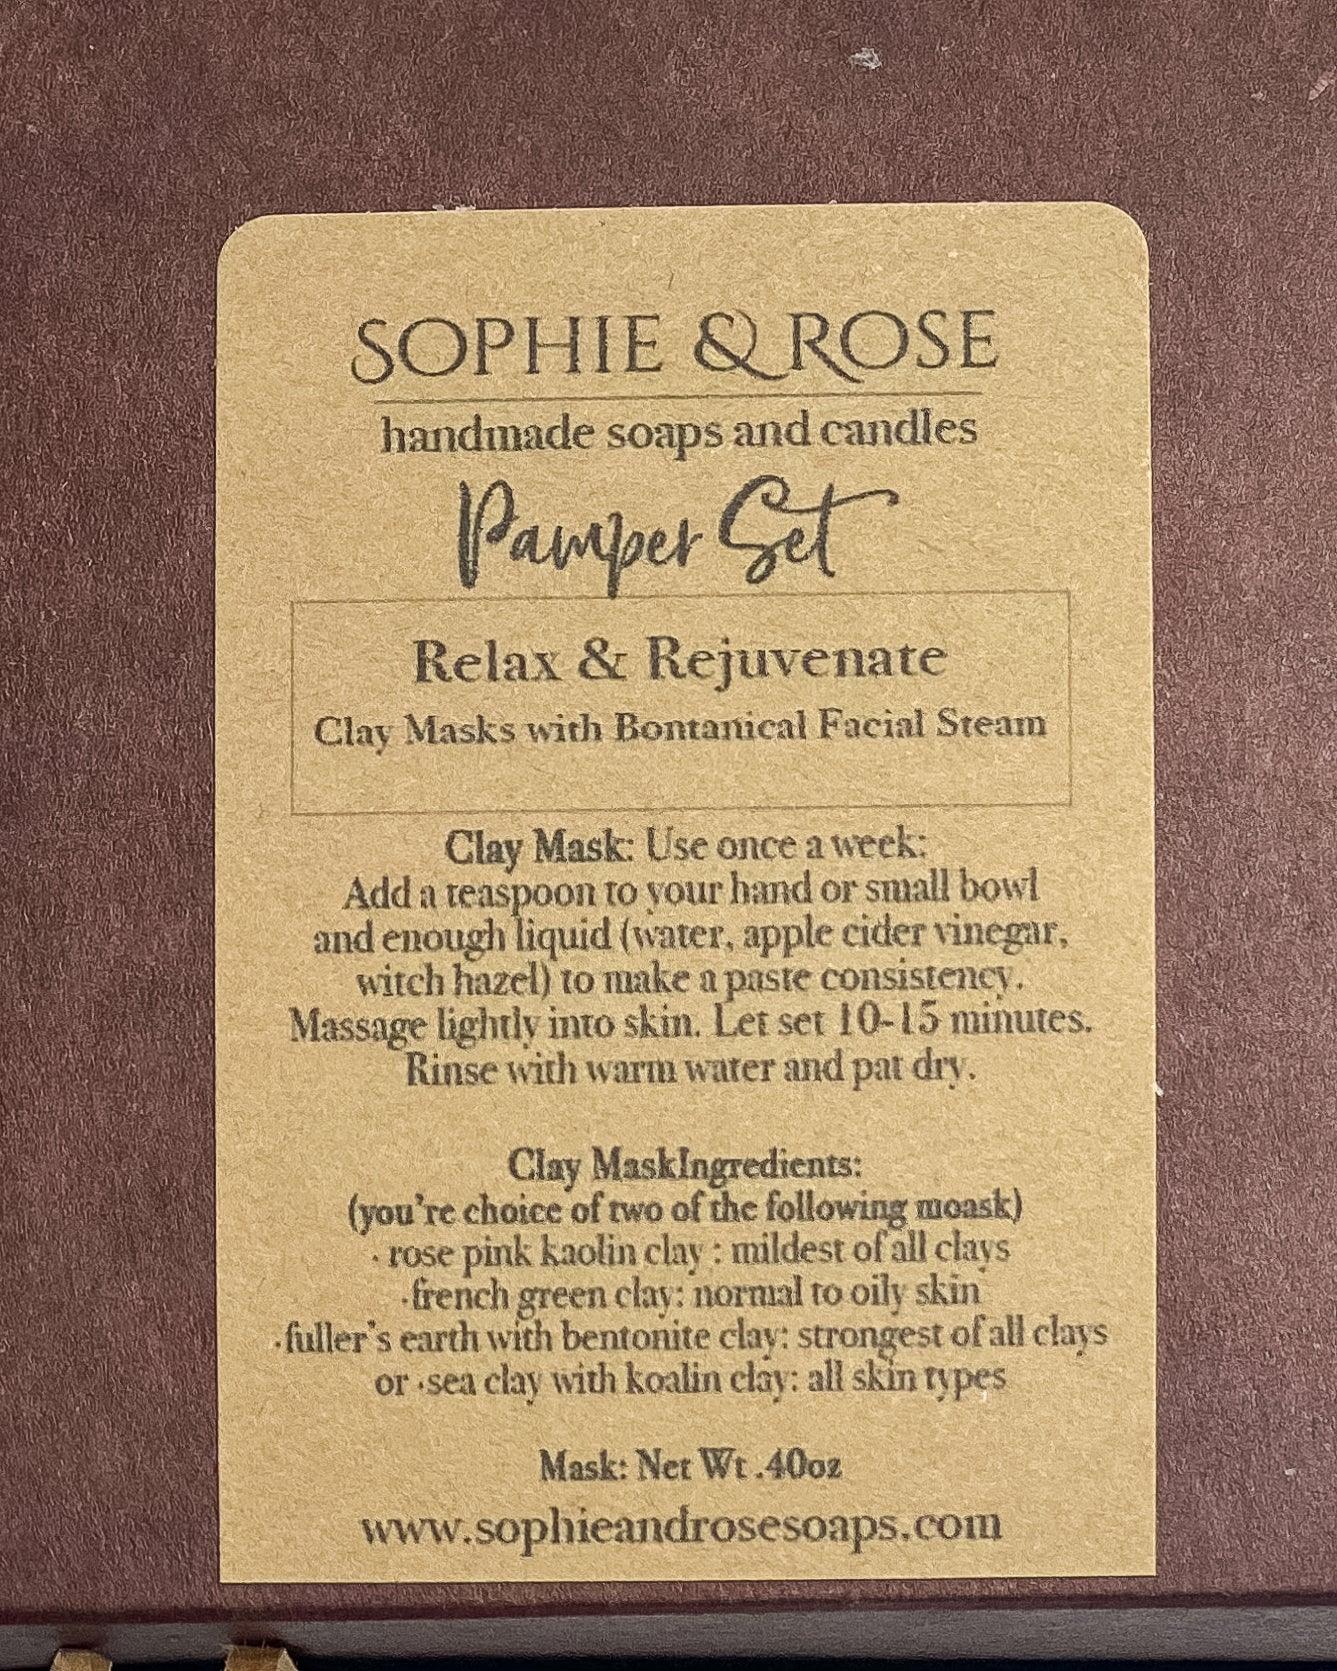 SOPHIE & ROSE
handmade soaps and candles
Pamper Set
Relax & Rejuvenate
Clay Masks with Bontanical Facial Steam
Clay Mask: Use once a week:
Add a teaspoon to your hand or small bowl
and enough liquid (water, apple cider vinegar,
witch hazel) to make a paste consistency.
Massage lightly into skin. Let set 10-15 minutes.
Rinse with warm water and pat dry.
Clay MaskIngredients:
(you're choice of two of the following moask)
· rose pink kaolin clay : mildest of all clays
·french green clay: normal to oily skin
·fuller's earth with bentonite clay: strongest of all clays
or ·sea clay with koalin clay: all skin types
Mask: Net Wt .40oz
www.sophieandrosesoaps.com